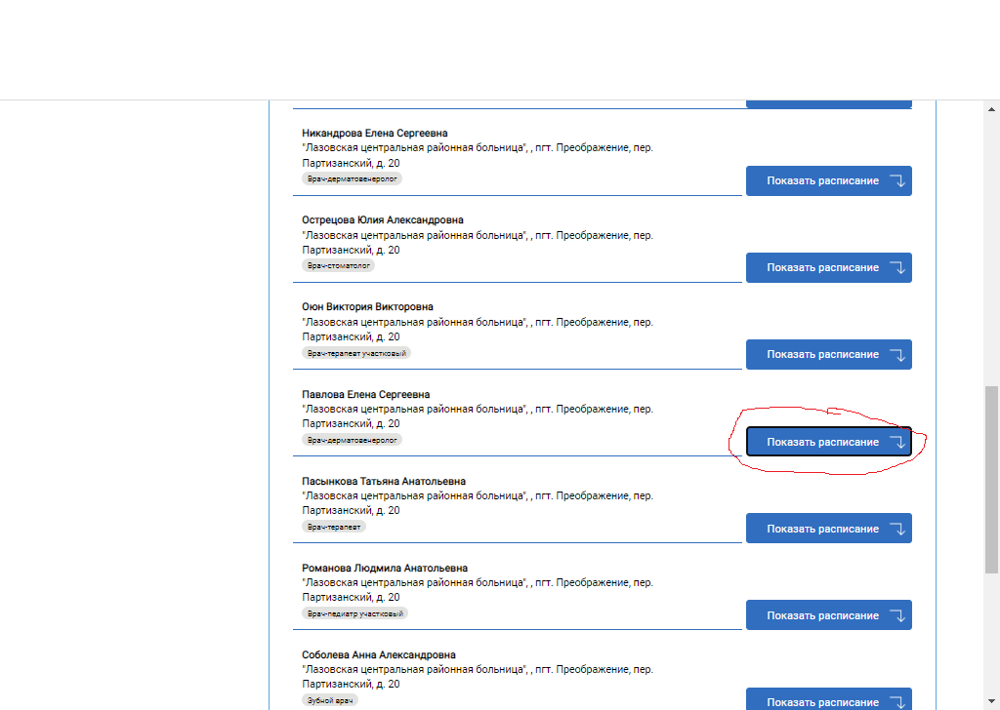 Никандрова Елена Сергеевна
"Лазовская центральная районная больница", , пгт. Преображение, пер.
Партизанский, д. 20
Врач-дерматовенеролог
Показать расписание
Острецова Юлия Александровна
"Лазовская центральная районная больница", , пгт. Преображение, пер.
Партизанский, д. 20
Врач-стоматолог
Показать расписание
Оюн Виктория Викторовна
"Лазовская центральная районная больница", , пгт. Преображение, пер.
Партизанский, д. 20
Врач-терапевт участковый
Показать расписание
Павлова Елена Сергеевна
"Лазовская центральная районная больница", , пгт. Преображение, пер.
Партизанский, д. 20
Врач-дерматовенеролог
Показать расписание
Пасынкова Татьяна Анатольевна
"Лазовская центральная районная больница", , пгт. Преображение, пер.
Партизанский, д. 20
Врач-терапевт
Показать расписание
Романова Людмила Анатольевна
"Лазовская центральная районная больница", , пгт. Преображение, пер.
Партизанский, д. 20
Врач-педиатр участковый
Показать расписание
Соболева Анна Александровна
"Лазовская центральная районная больница", , пгт. Преображение, пер.
Партизанский, д. 20
Зубной врач
Показать расписание